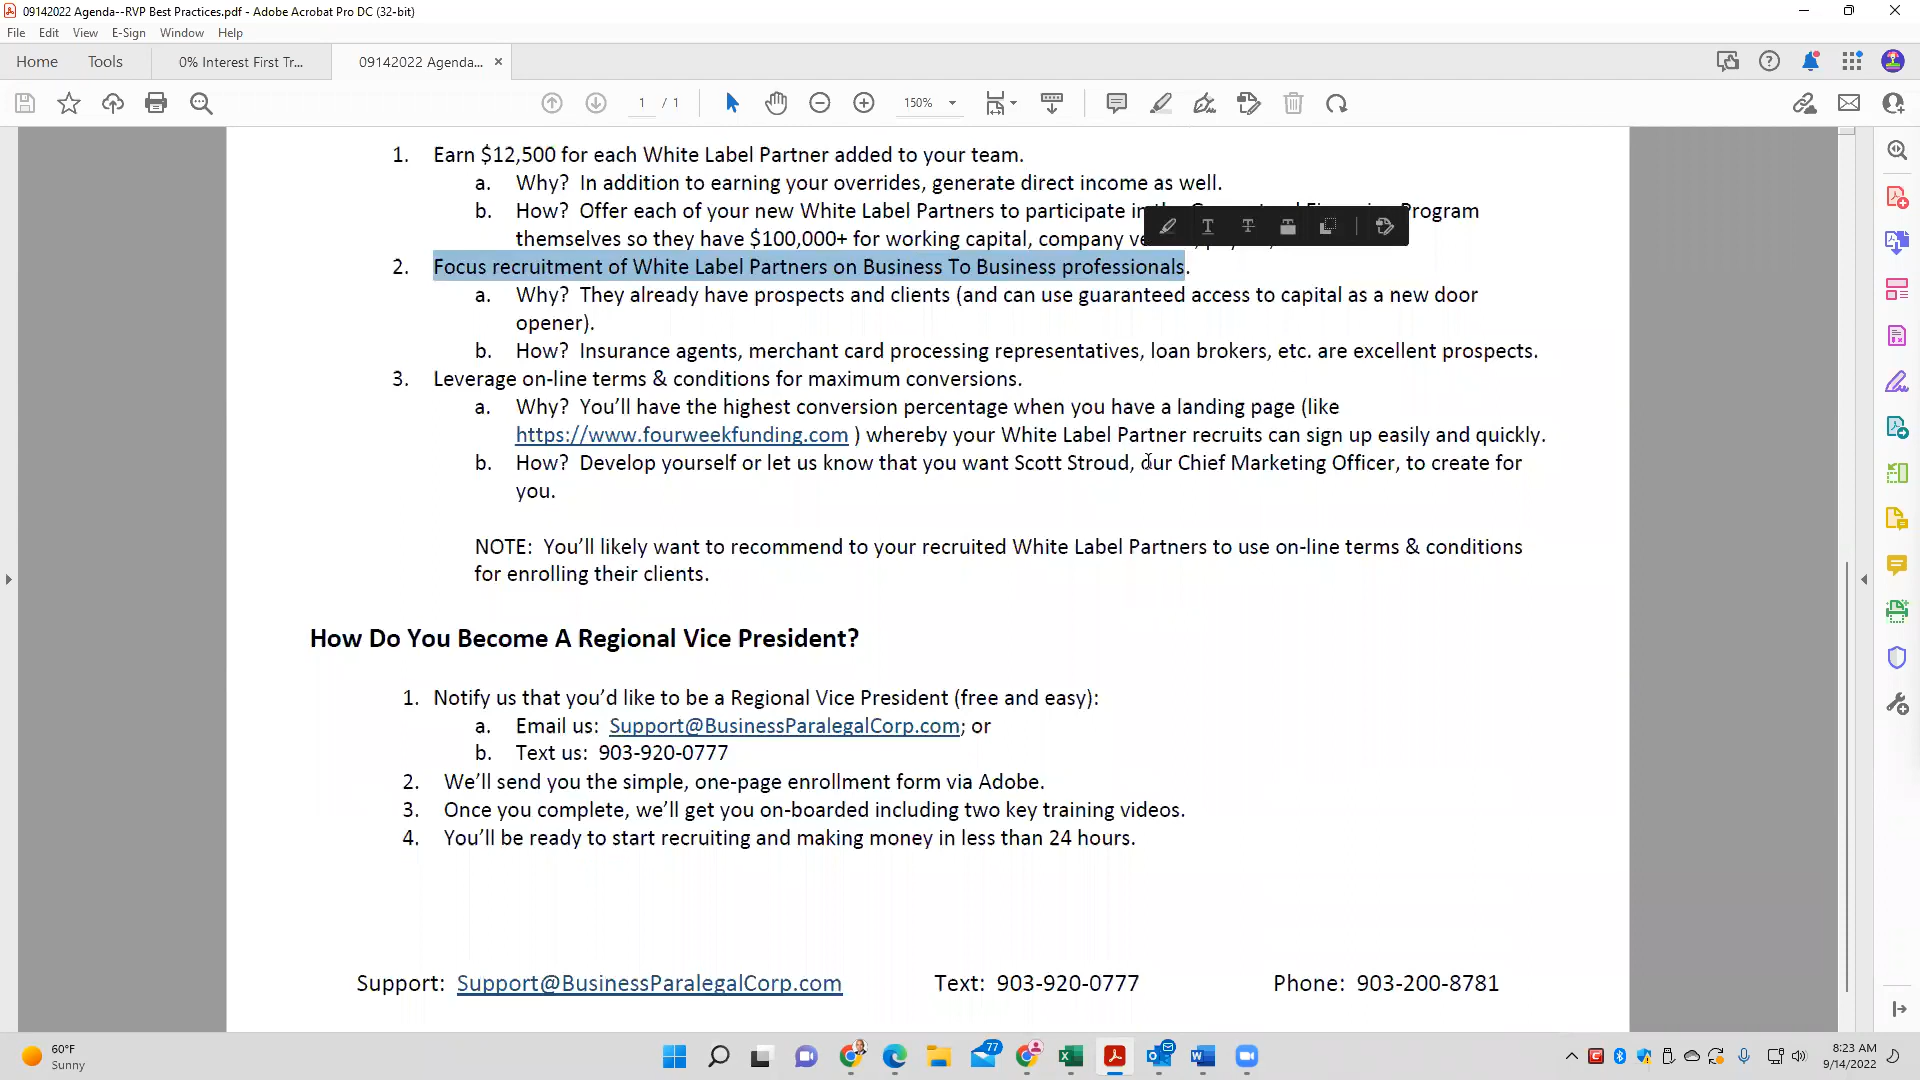 09142022 Agenda--RVP Best Practices.pdf - Adobe Acrobat Pro DC (32-bit)
File Edit View E-Sign Window Help
Home Tools 0% Interest First Tr... 09142022 Agenda... ×
1 / 1 150%
1. Earn $12,500 for each White Label Partner added to your team.
a. Why? In addition to earning your overrides, generate direct income as well.
b. How? Offer each of your new White Label Partners to participate in Program
themselves so they have $100,000+ for working capital, company
2. Focus recruitment of White Label Partners on Business To Business professionals.
a. Why? They already have prospects and clients (and can use guaranteed access to capital as a new door
opener).
b. How? Insurance agents, merchant card processing representatives, loan brokers, etc. are excellent prospects.
3. Leverage on-line terms & conditions for maximum conversions.
a. Why? You’ll have the highest conversion percentage when you have a landing page (like
https://www.fourweekfunding.com ) whereby your White Label Partner recruits can sign up easily and quickly.
b. How? Develop yourself or let us know that you want Scott Stroud, our Chief Marketing Officer, to create for
you.
NOTE: You’ll likely want to recommend to your recruited White Label Partners to use on-line terms & conditions
for enrolling their clients.
How Do You Become A Regional Vice President?
1. Notify us that you’d like to be a Regional Vice President (free and easy):
a. Email us: Support@BusinessParalegalCorp.com; or
b. Text us: 903-920-0777
2. We’ll send you the simple, one-page enrollment form via Adobe.
3. Once you complete, we’ll get you on-boarded including two key training videos.
4. You’ll be ready to start recruiting and making money in less than 24 hours.
Support: Support@BusinessParalegalCorp.com Text: 903-920-0777 Phone: 903-200-8781
60°F
Sunny
77
8:23 AM
9/14/2022